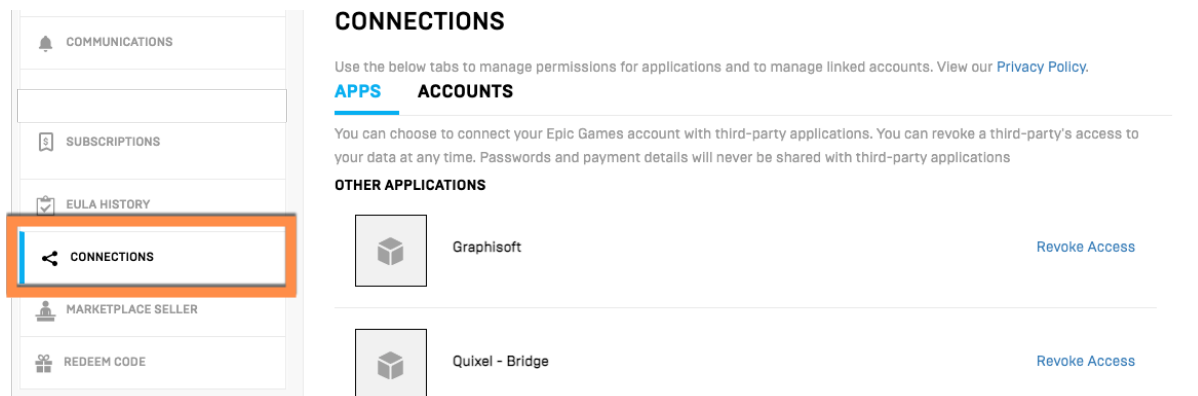 COMMUNICATIONS
SUBSCRIPTIONS
EULA HISTORY
CONNECTIONS
MARKETPLACE SELLER
REDEEM CODE
CONNECTIONS
Use the below tabs to manage permissions for applications and to manage linked accounts. View our Privacy Policy.
APPS ACCOUNTS
You can choose to connect your Epic Games account with third-party applications. You can revoke a third-party's access to
your data at any time. Passwords and payment details will never be shared with third-party applications
OTHER APPLICATIONS
Graphisoft Revoke Access
Quixel - Bridge Revoke Access